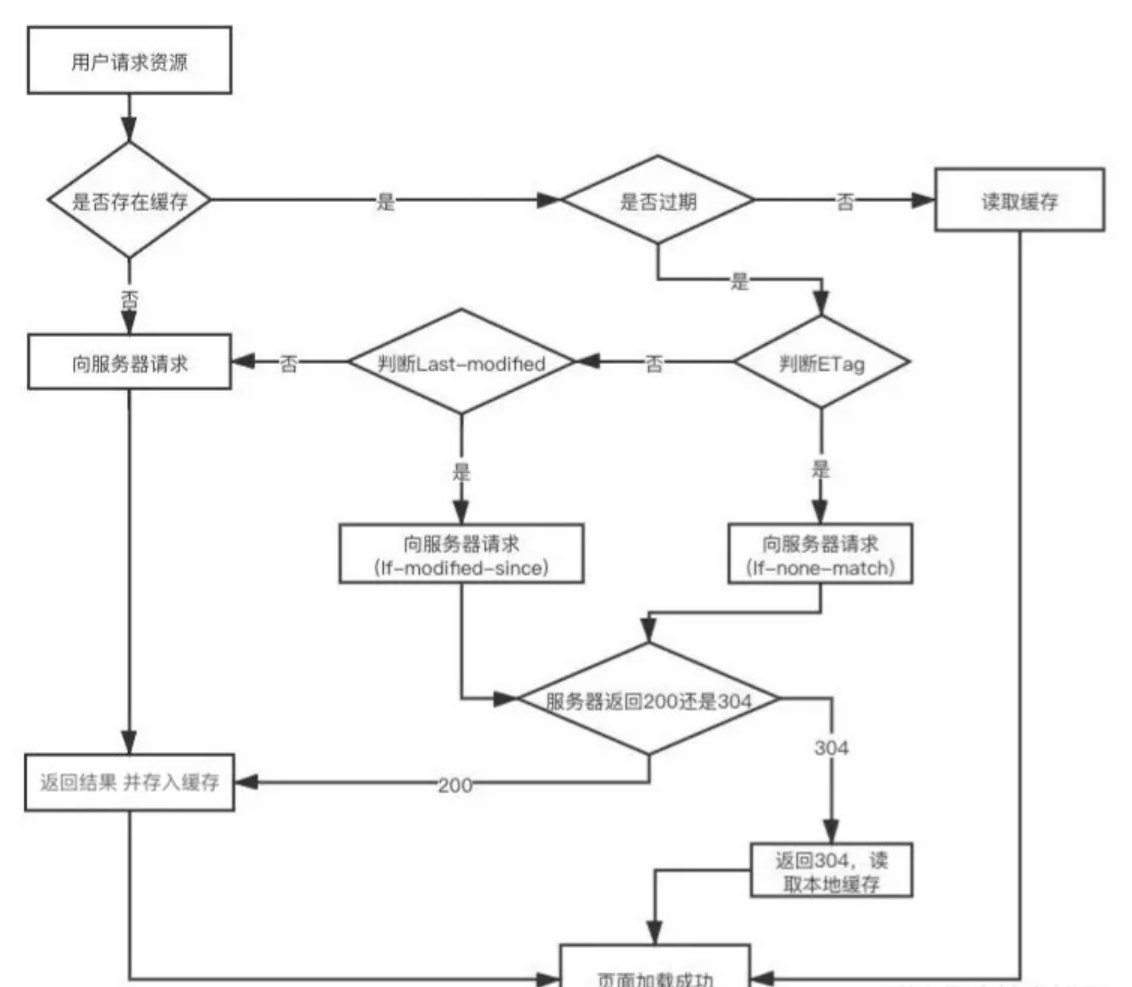 用户请求资源
是否存在缓存
是
是否过期
否
读取缓存
否
是
向服务器请求
否
判断Last-modified
否
判断ETag
是
是
向服务器请求
(If-modified-since)
向服务器请求
(If-none-match)
服务器返回200还是304
304
返回结果 并存入缓存
200
返回304，读
取本地缓存
页面加载成功